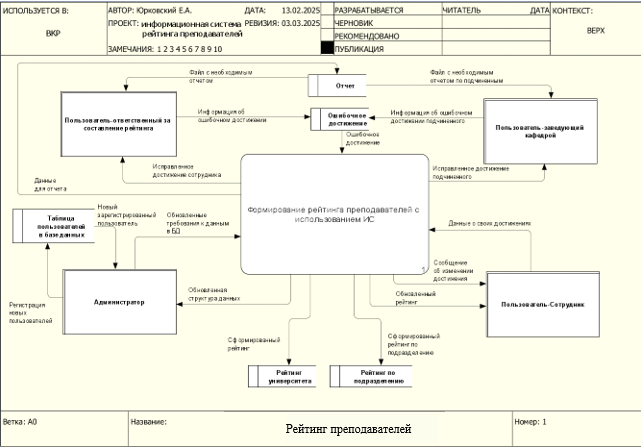 ИСПОЛЬЗУЕТСЯ В:
ВКР
АВТОР: Юрковский Е.А.
ДАТА: 13.02.2025
ПРОЕКТ: информационная система
рейтинга преподавателей
РЕВИЗИЯ: 03.03.2025
ЗАМЕЧАНИЯ: 1 2 3 4 5 6 7 8 9 10
РАЗРАБАТЫВАЕТСЯ
ЧЕРНОВИК
РЕКОМЕНДОВАНО
ПУБЛИКАЦИЯ
ЧИТАТЕЛЬ
ДАТА
КОНТЕКСТ:
ВЕРХ
Файл с необходимым
отчетом
Отчет
Файл с необходимым
отчетом по подчиненным
Пользователь-ответственный за
составление рейтинга
Информация об
ошибочном достижении
Ошибочное
достижение
Информация об ошибочном
достижении подчиненного
Пользователь-заведующий
кафедрой
Ошибочное
достижение
Исправленное
достижение сотрудника
Исправленное достижение
подчиненного
Данные
для отчета
Формирование рейтинга преподавателей с
использованием ИС
1
Таблица
пользователей
в базе данных
Новый
зарегистрированный
пользователь
Обновленные
требования к данным
в БД
Данные о своих достижения
Администратор
Обновленная
структура данных
Сообщение
об изменении
достижения
Обновленный
рейтинг
Пользователь-Сотрудник
Регистрация
новых
пользователей
Сформированный
рейтинг
Сформированный
рейтинг по
подразделению
Рейтинг
университета
Рейтинг по
подразделению
Ветка: A0
Название:
Рейтинг преподавателей
Номер: 1